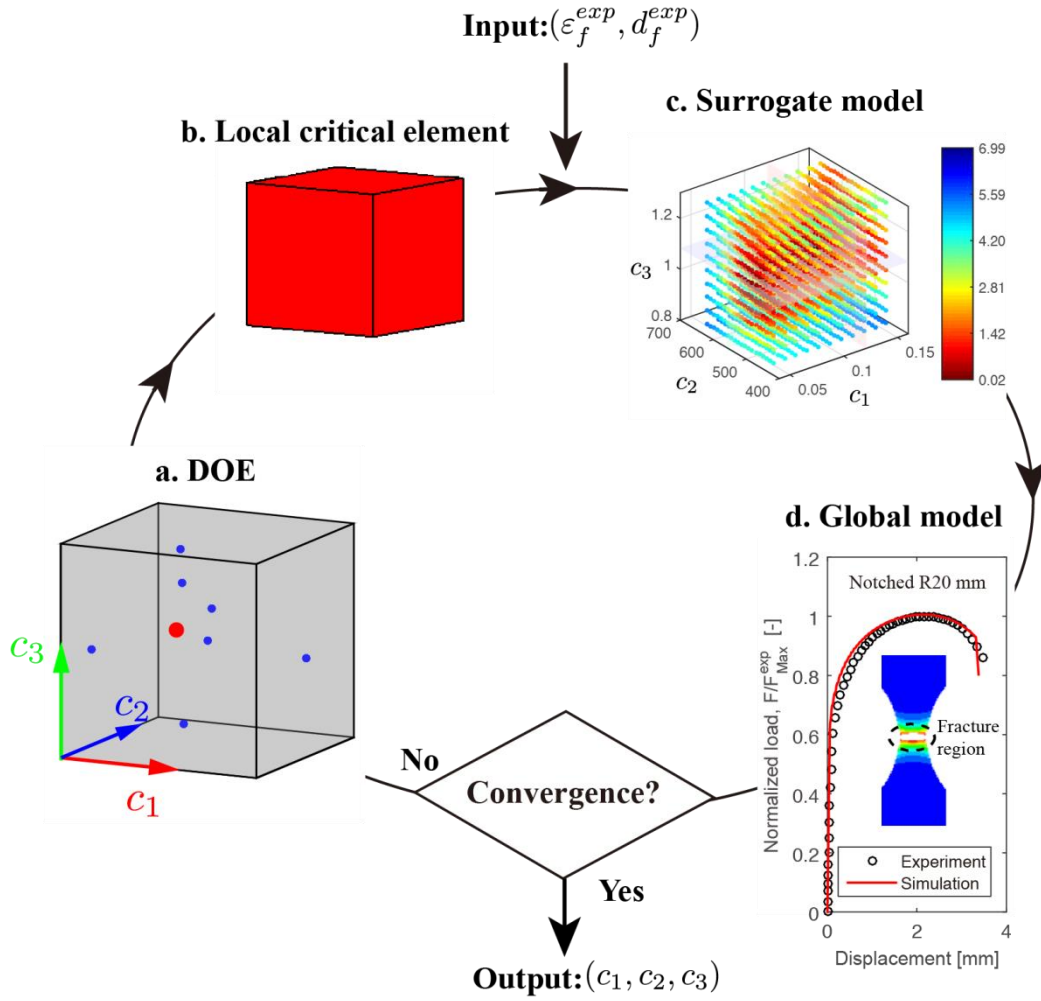 Input:(ε_f^{exp}, d_f^{exp})
c. Surrogate model
b. Local critical element
6.99
5.59
4.20
2.81
1.42
0.02
1.2
1
0.8
c3
700
600
500
400
c2
0.05
0.1
0.15
c1
a. DOE
c3
c2
c1
d. Global model
Notched R20 mm
Normalized load, F/F_{Max}^{exp} [-]
1
0.8
0.6
0.4
0.2
0
Fracture
region
Experiment
Simulation
0
2
4
Displacement [mm]
No
Convergence?
Yes
Output:(c1, c2, c3)